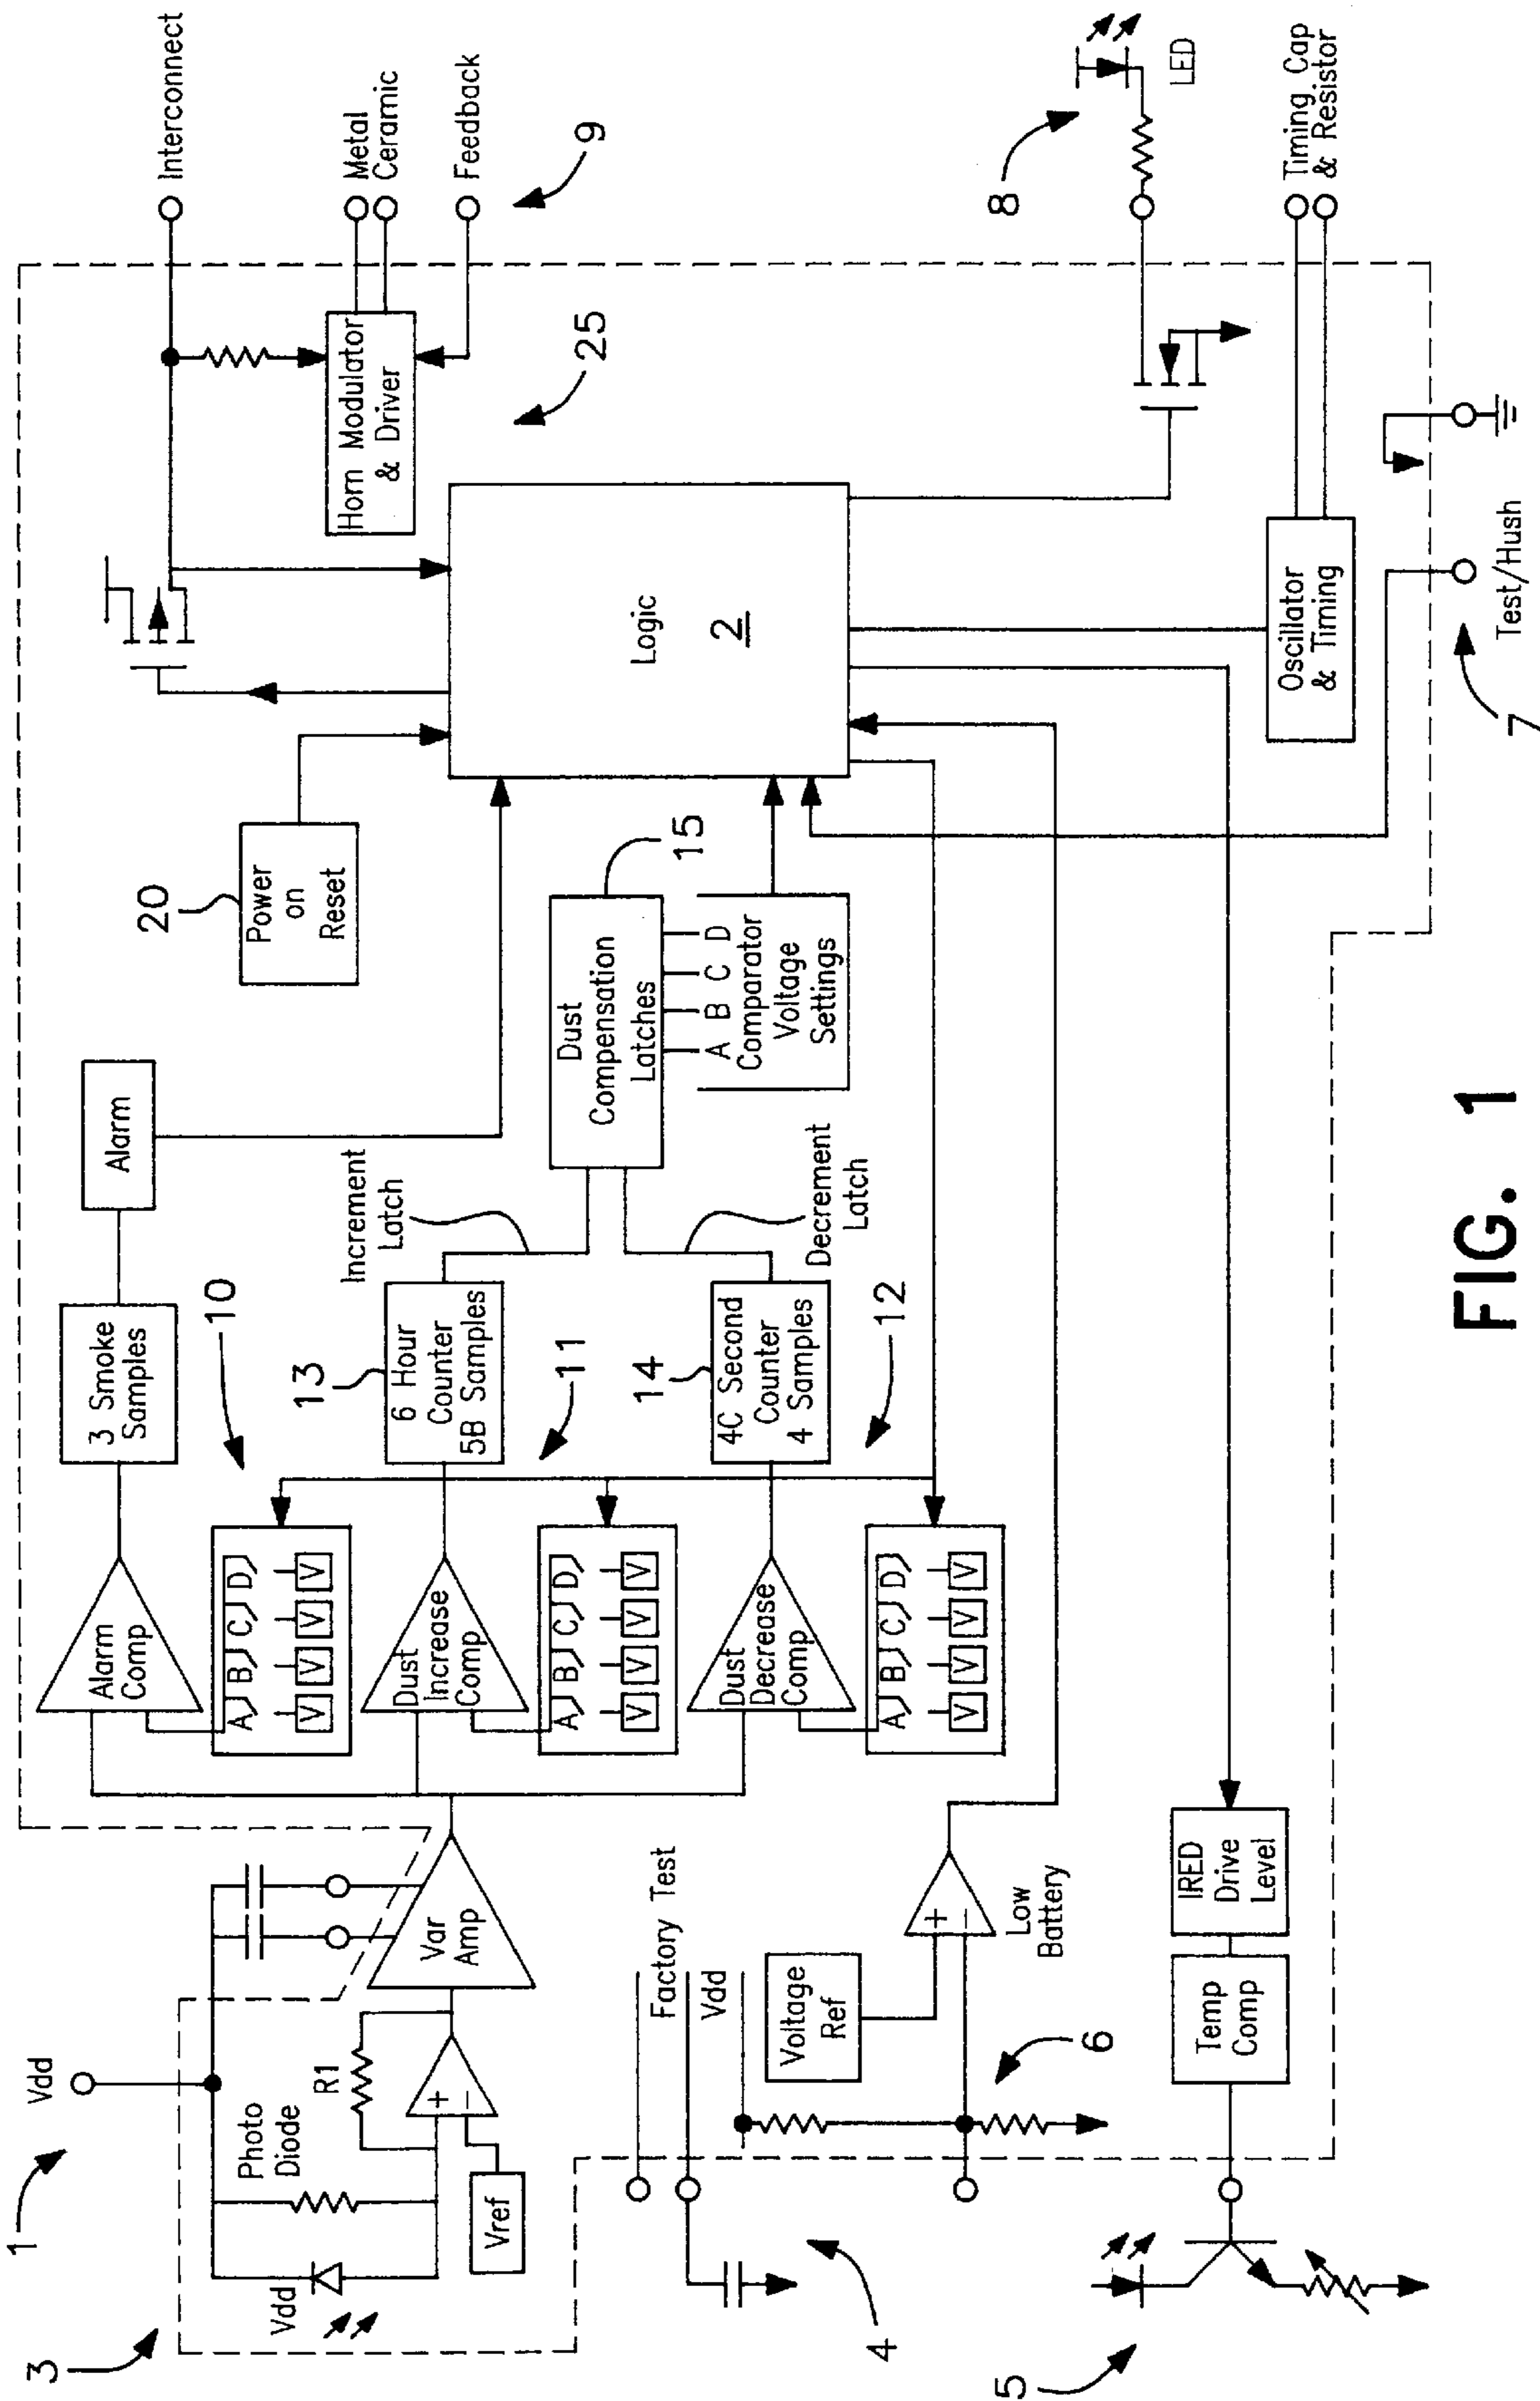 1
Vdd
3
Photo
Diode
Vdd
R1
+
−
Vref
Var
Amp
Alarm
Comp
3 Smoke
Samples
Alarm
10
A B C D
V V V V
Dust
Increase
Comp
13
6 Hour
Counter
5B Samples
Increment
Latch
11
A B C D
V V V V
Dust
Decrease
Comp
14
4C Second
Counter
4 Samples
Decrement
Latch
12
A B C D
V V V V
Dust
Compensation
Latches
15
A B C D
Comparator
Voltage
Settings
20
Power
on
Reset
Logic
2
Interconnect
Horn Modulator
& Driver
Metal
Ceramic
Feedback
9
25
8
LED
Timing Cap
& Resistor
Oscillator
& Timing
Test/Hush
7
4
Factory Test
Vdd
Voltage
Ref
6
+
−
Low
Battery
5
Temp
Comp
IRED
Drive
Level
FIG. 1